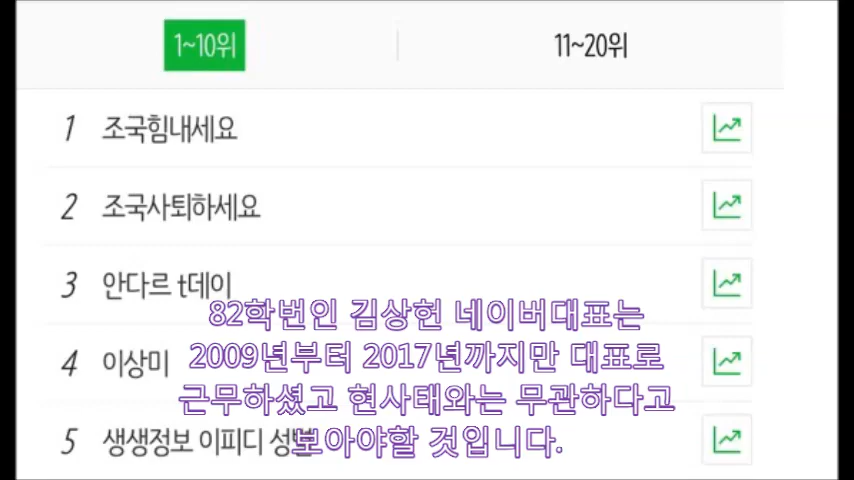 1~10위
11~20위
1 조국힘내세요
2 조국사퇴하세요
3 안다르 t데이
4 이상미
5 생생정보 이피디
82학번인 김상헌 네이버대표는
2009년부터 2017년까지만 대표로
근무하셨고 현사태와는 무관하다고
보아야할 것입니다.